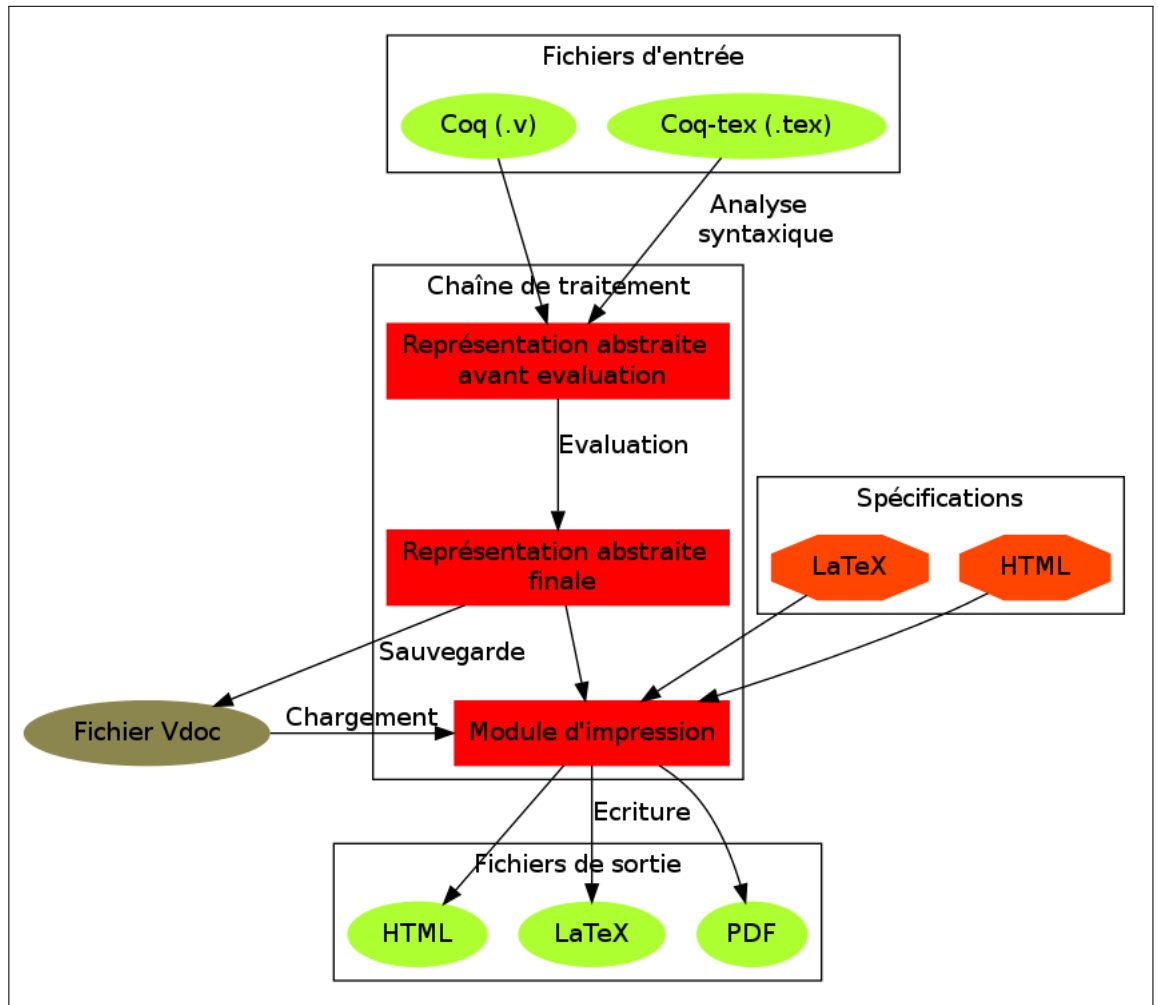 Fichiers d'entrée
Coq (.v)
Coq-tex (.tex)
Analyse
syntaxique
Chaîne de traitement
Représentation abstraite
avant evaluation
Evaluation
Spécifications
Représentation abstraite
finale
LaTeX
HTML
Sauvegarde
Fichier Vdoc
Chargement
Module d'impression
Ecriture
Fichiers de sortie
HTML
LaTeX
PDF